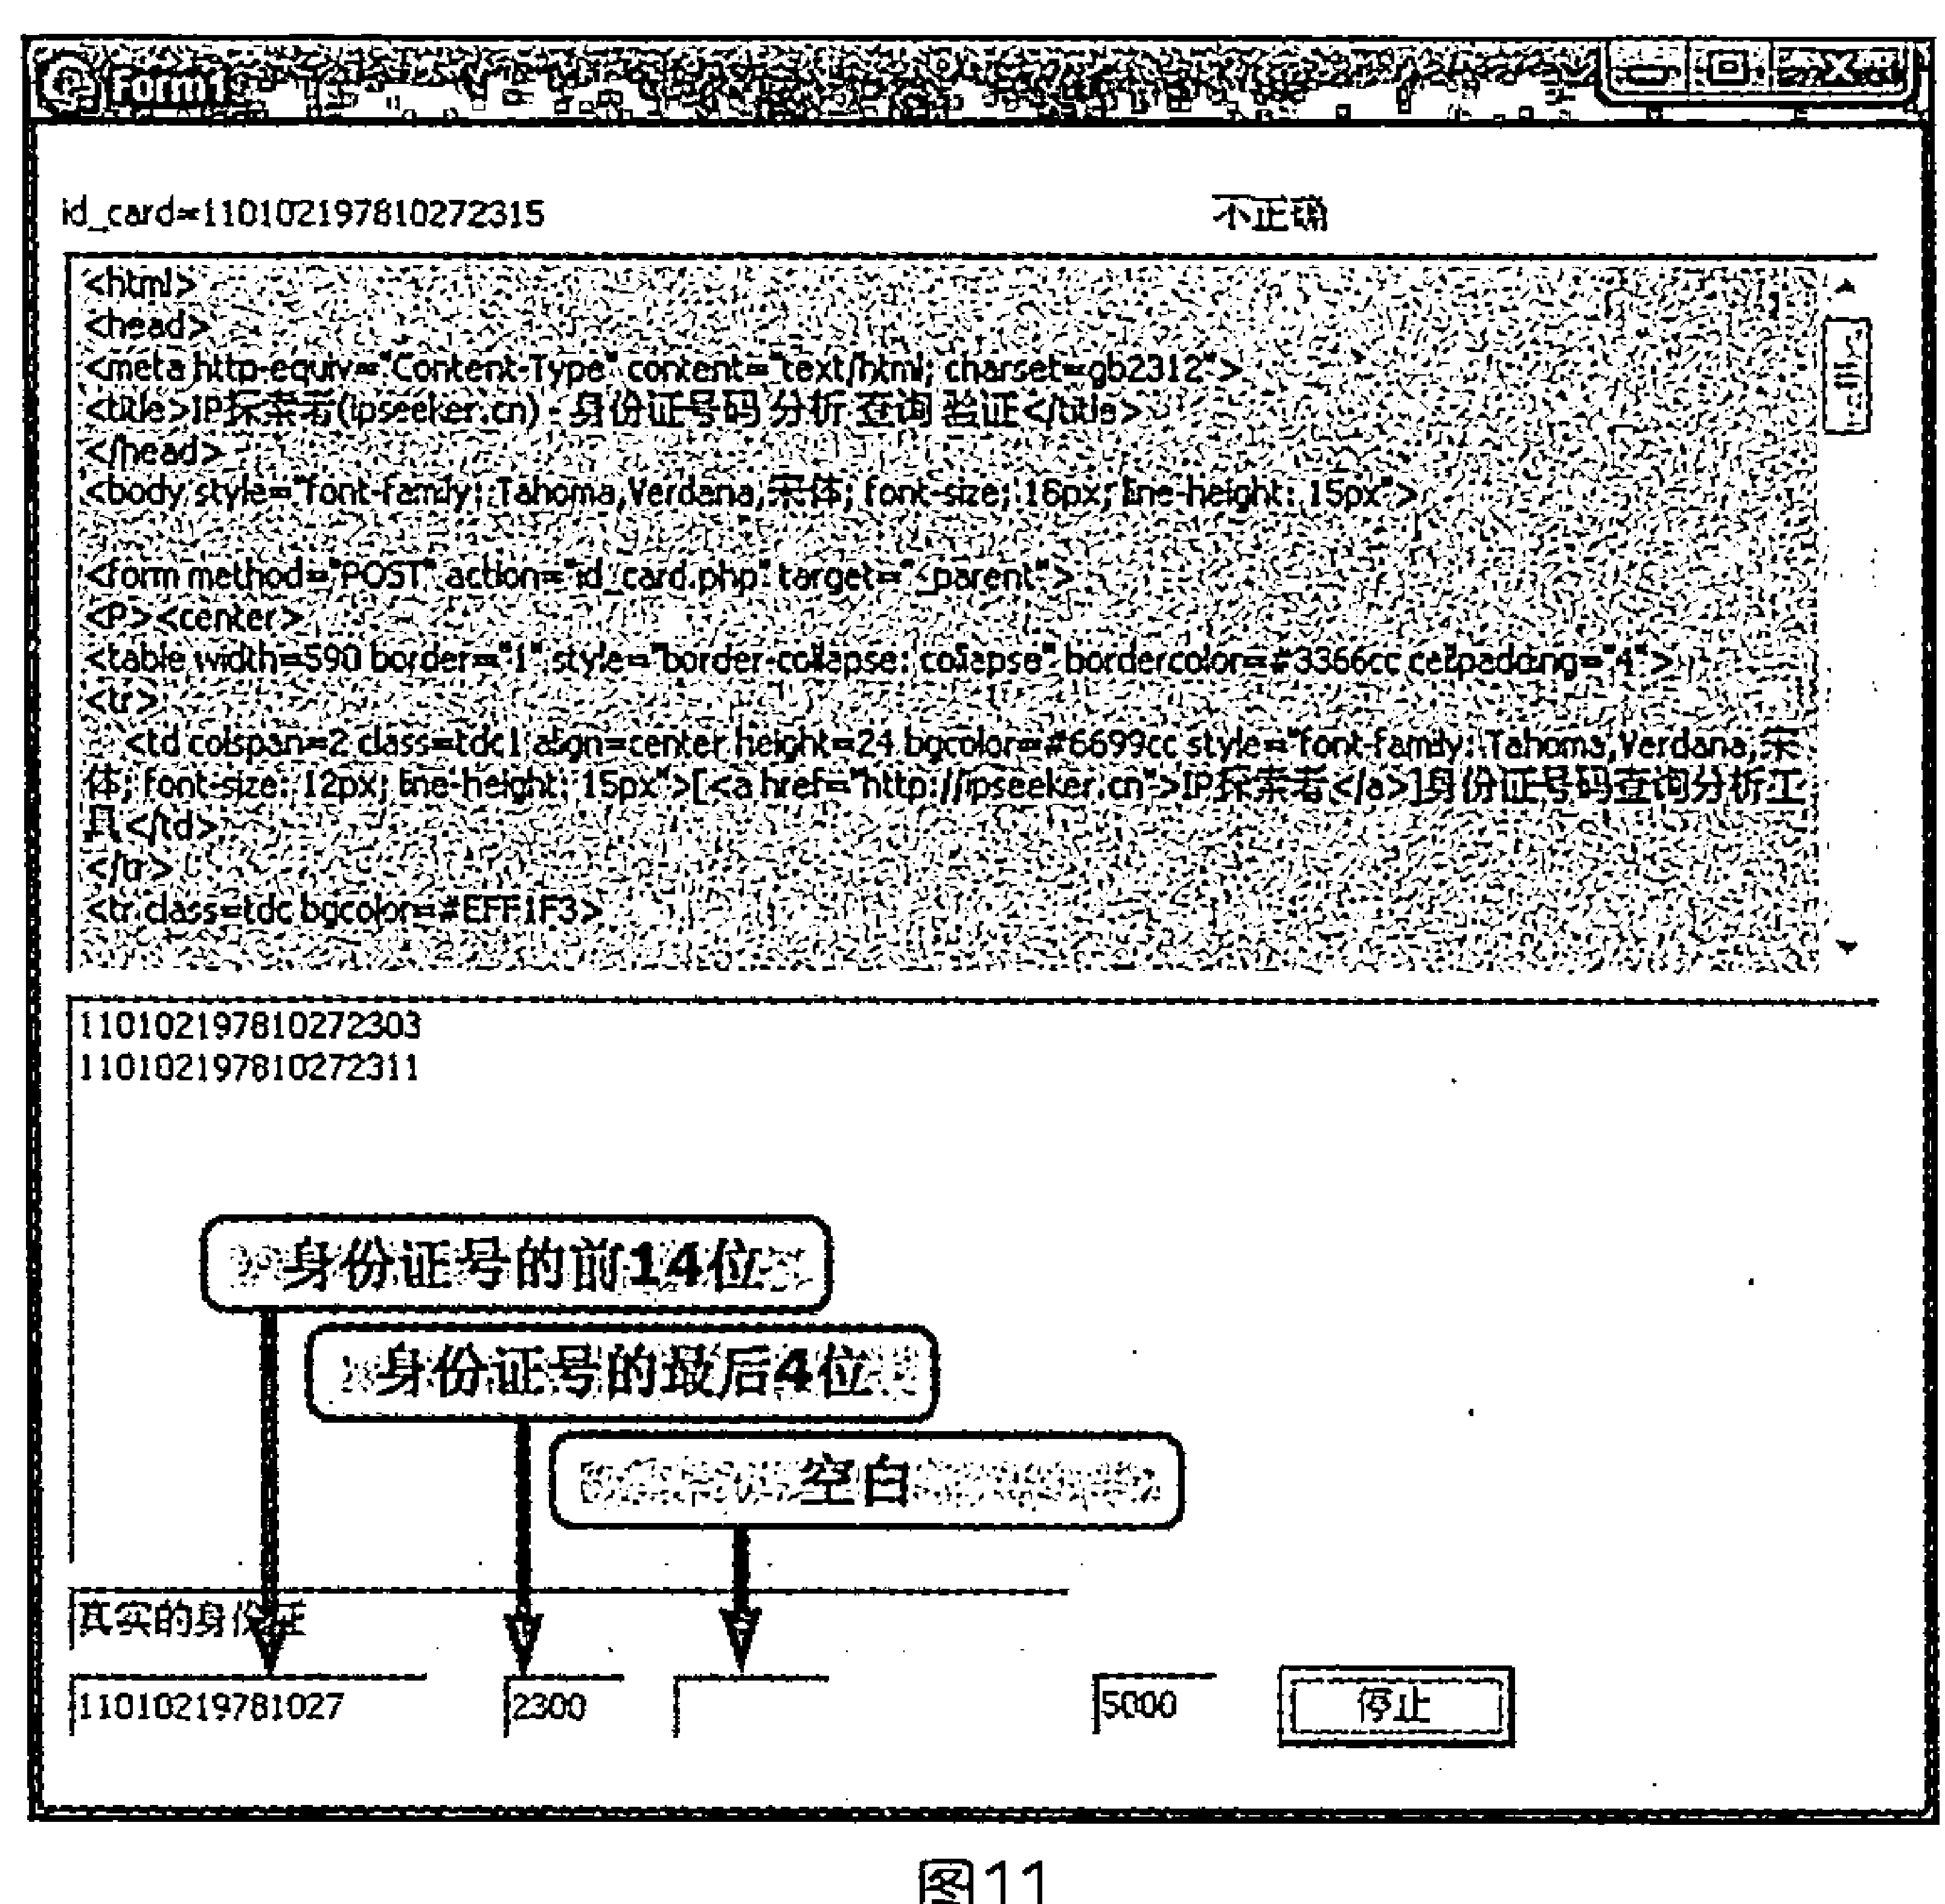 Form1
id_card=110102197810272315
不正确
<html>
<head>
<meta http-equiv="Content-Type" content="text/html; charset=gb2312">
<title>IP探索者(ipseeker.cn) - 身份证号码 分析 查询 验证</title>
</head>
<body style="font-family: Tahoma,Verdana,宋体; font-size: 16px; line-height: 15px">
<form method="POST" action="id_card.php" target="_parent">
<P><center>
<table width=590 border="1" style="border-collapse: collapse" bordercolor=#3366cc cellpadding="4">
<tr>
<td colspan=2 class=tdc1 align=center height=24 bgcolor=#6699cc style="font-family: Tahoma,Verdana,宋
体; font-size: 12px; line-height: 15px">[<a href="http://ipseeker.cn">IP探索者</a>]身份证号码查询分析工
具</td>
</tr>
<tr class=tdc bgcolor=#EFF1F3>
110102197810272303
110102197810272311
身份证号的前14位
身份证号的最后4位
空白
真实的身份证
11010219781027
2300
5000
停止
图11